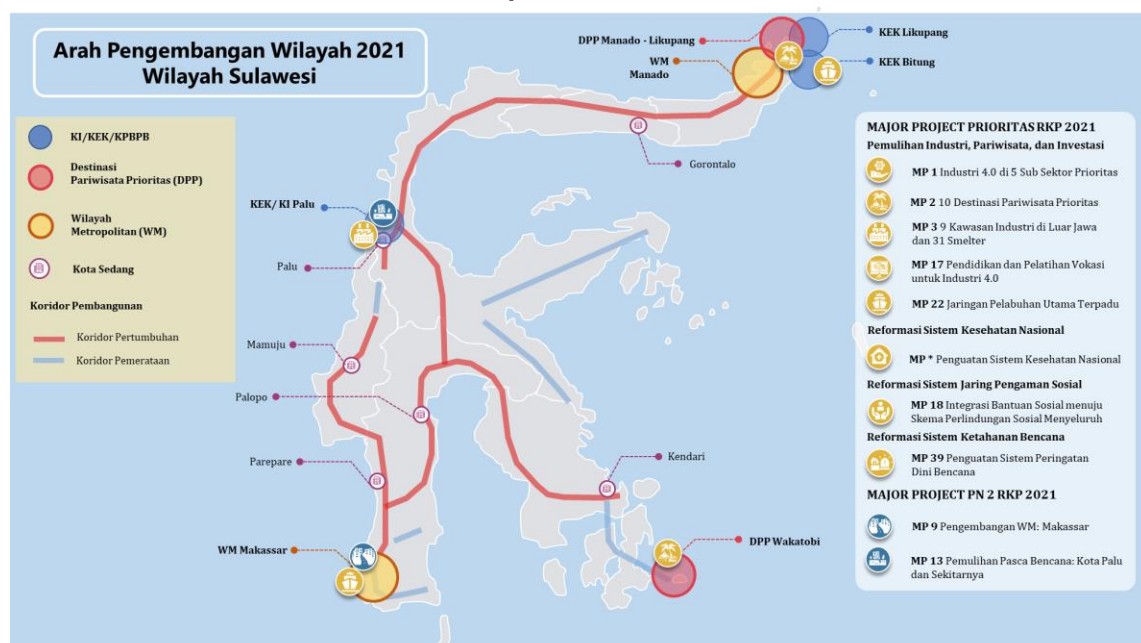 Arah Pengembangan Wilayah 2021
Wilayah Sulawesi
KI/KEK/KPBPB
Destinasi
Pariwisata Prioritas (DPP)
Wilayah
Metropolitan (WM)
Kota Sedang
Koridor Pembangunan
Koridor Pertumbuhan
Koridor Pemerataan
DPP Manado - Likupang
WM
Manado
KEK Likupang
KEK Bitung
Gorontalo
KEK/ KI Palu
Palu
Mamuju
Palopo
Parepare
Kendari
WM Makassar
DPP Wakatobi
MAJOR PROJECT PRIORITAS RKP 2021
Pemulihan Industri, Pariwisata, dan Investasi
MP 1 Industri 4.0 di 5 Sub Sektor Prioritas
MP 2 10 Destinasi Pariwisata Prioritas
MP 3 9 Kawasan Industri di Luar Jawa
dan 31 Smelter
MP 17 Pendidikan dan Pelatihan Vokasi
untuk Industri 4.0
MP 22 Jaringan Pelabuhan Utama Terpadu
Reformasi Sistem Kesehatan Nasional
MP * Penguatan Sistem Kesehatan Nasional
Reformasi Sistem Jaring Pengaman Sosial
MP 18 Integrasi Bantuan Sosial menuju
Skema Perlindungan Sosial Menyeluruh
Reformasi Sistem Ketahanan Bencana
MP 39 Penguatan Sistem Peringatan
Dini Bencana
MAJOR PROJECT PN 2 RKP 2021
MP 9 Pengembangan WM: Makassar
MP 13 Pemulihan Pasca Bencana: Kota Palu
dan Sekitarnya